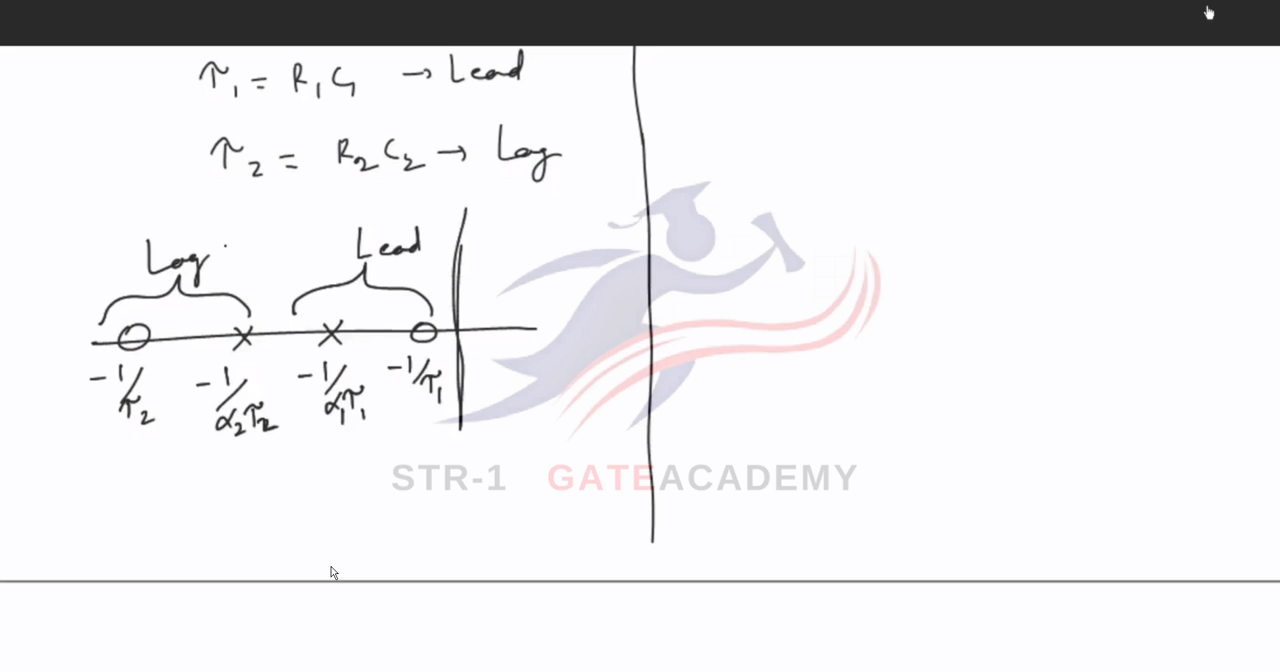 τ₁ = R₁C₁ → Lead
τ₂ = R₂C₂ → Lag
Lag Lead
-1/τ₂ -1/α₂τ₂ -1/α₁τ₁ -1/τ₁
STR-1 GATEACADEMY